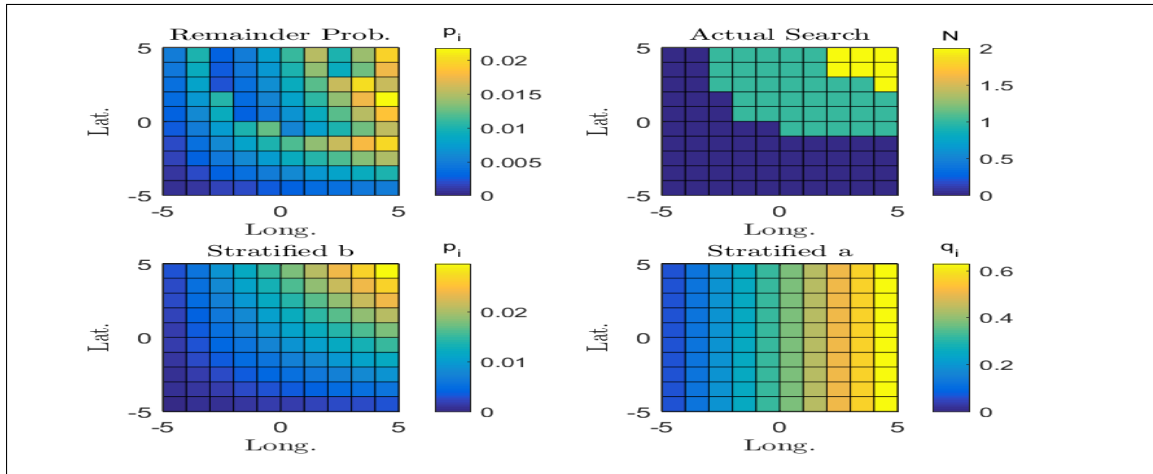 Remainder Prob. p_i Actual Search N
5 0.02 5 2
0.015 1.5
Lat. 0 0.01 Lat. 0 1
0.005 0.5
-5 0 -5 0
-5 0 5 -5 0 5
Long. Long.
Stratified b p_i Stratified a q_i
5 5 0.6
0.02
Lat. 0 Lat. 0 0.4
0.01 0.2
-5 0 -5 0
-5 0 5 -5 0 5
Long. Long.